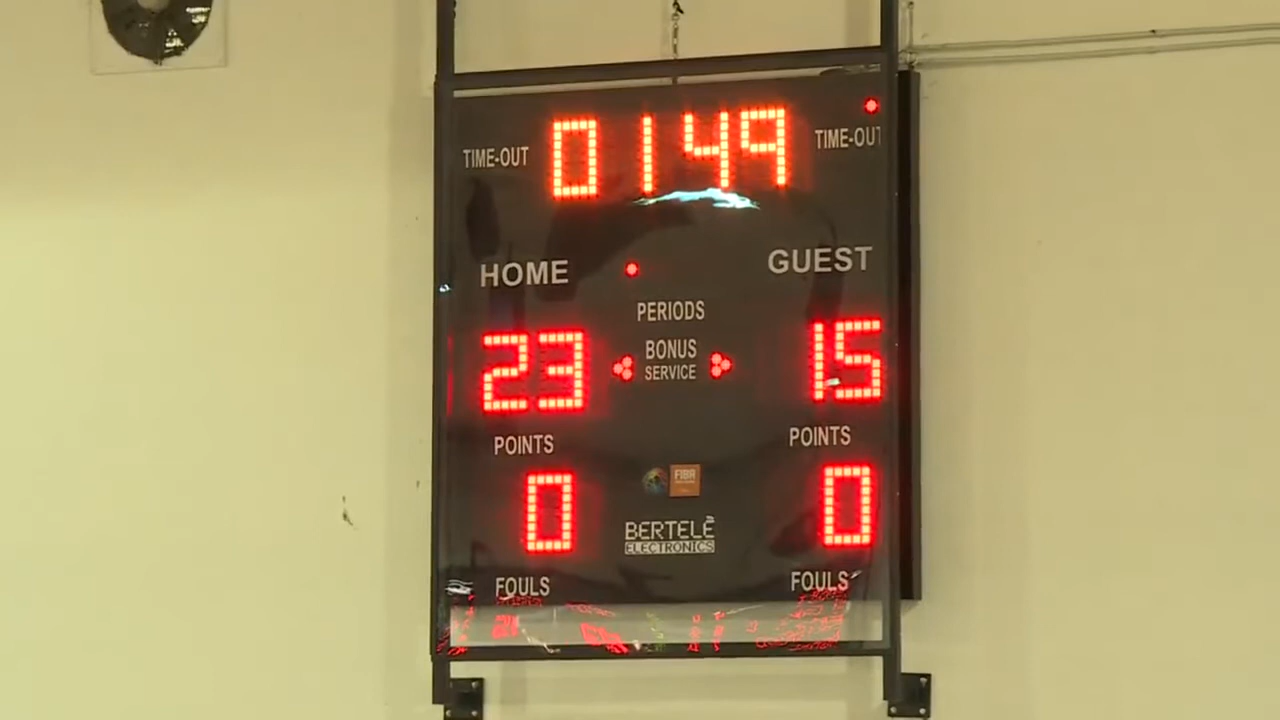 TIME-OUT 0149 TIME-OUT
HOME GUEST
PERIODS
23 BONUS 15
SERVICE
POINTS POINTS
FIBA
0 0
BERTELÈ
ELECTRONICS
FOULS FOULS